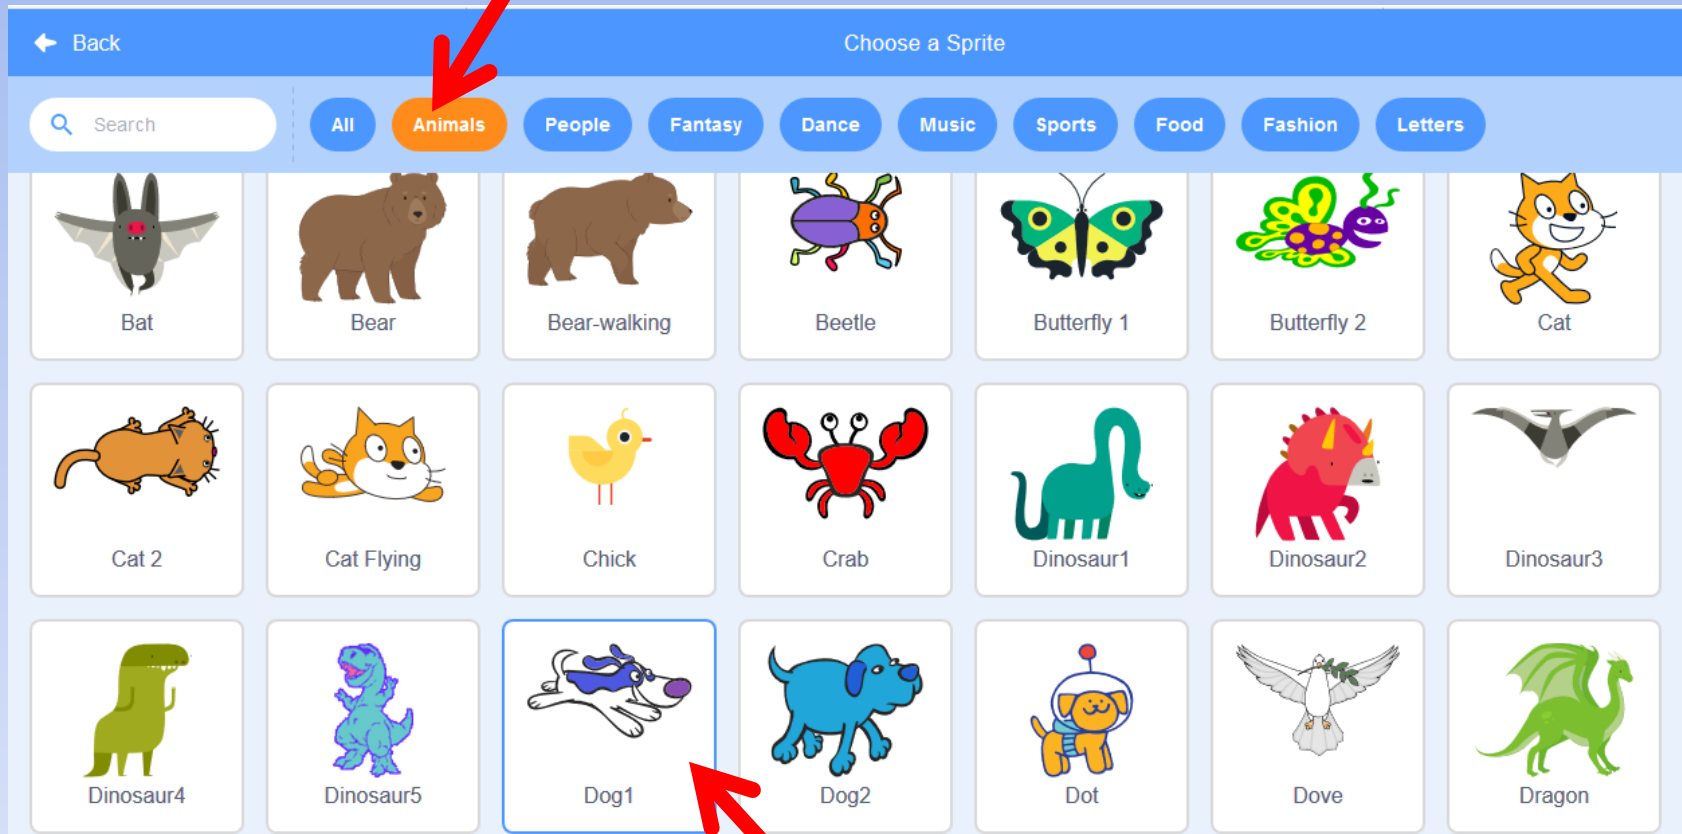 Back
Choose a Sprite
Search
All
Animals
People
Fantasy
Dance
Music
Sports
Food
Fashion
Letters
Bat
Bear
Bear-walking
Beetle
Butterfly 1
Butterfly 2
Cat
Cat 2
Cat Flying
Chick
Crab
Dinosaur1
Dinosaur2
Dinosaur3
Dinosaur4
Dinosaur5
Dog1
Dog2
Dot
Dove
Dragon